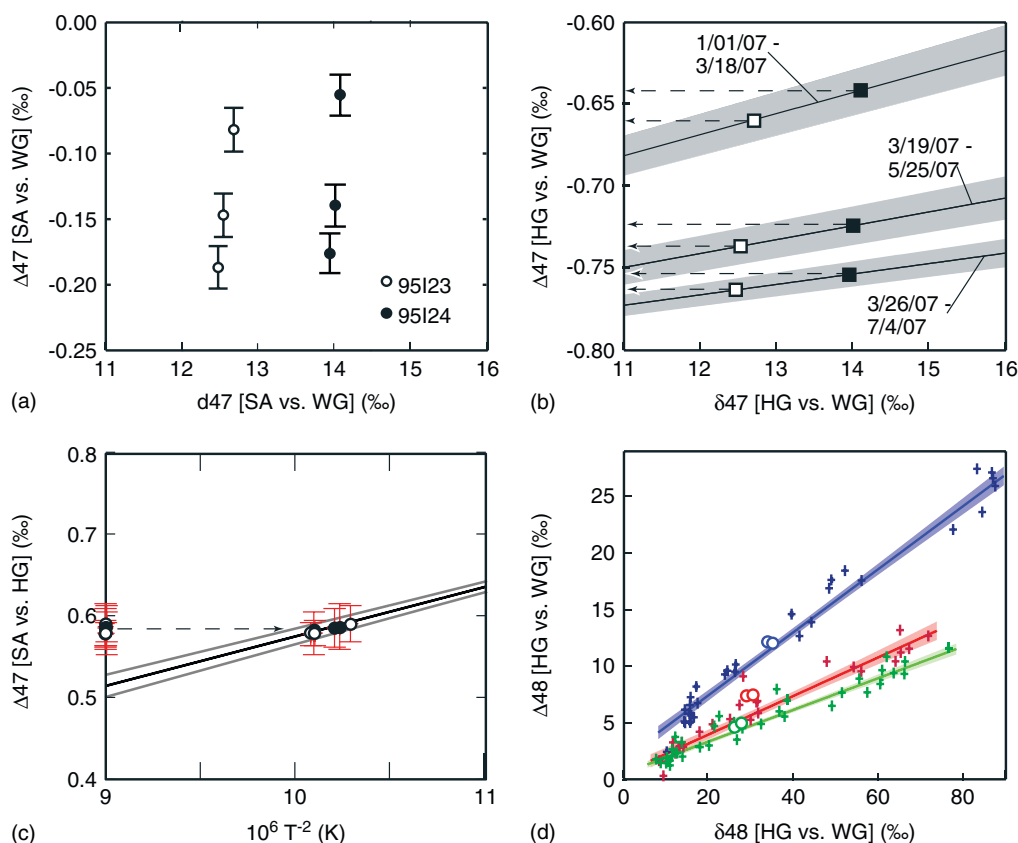 0.00
-0.05
-0.10
-0.15
-0.20
-0.25
Δ47 [SA vs. WG] (‰)
95I23
95I24
11 12 13 14 15 16
(a)
d47 [SA vs. WG] (‰)
-0.60
-0.65
-0.70
-0.75
-0.80
Δ47 [HG vs. WG] (‰)
1/01/07 -
3/18/07
3/19/07 -
5/25/07
3/26/07 -
7/4/07
11 12 13 14 15 16
(b)
δ47 [HG vs. WG] (‰)
0.8
0.7
0.6
0.5
0.4
Δ47 [SA vs. HG] (‰)
9 10 11
(c)
10⁶ T⁻² (K)
25
20
15
10
5
0
Δ48 [HG vs. WG] (‰)
0 20 40 60 80
(d)
δ48 [HG vs. WG] (‰)